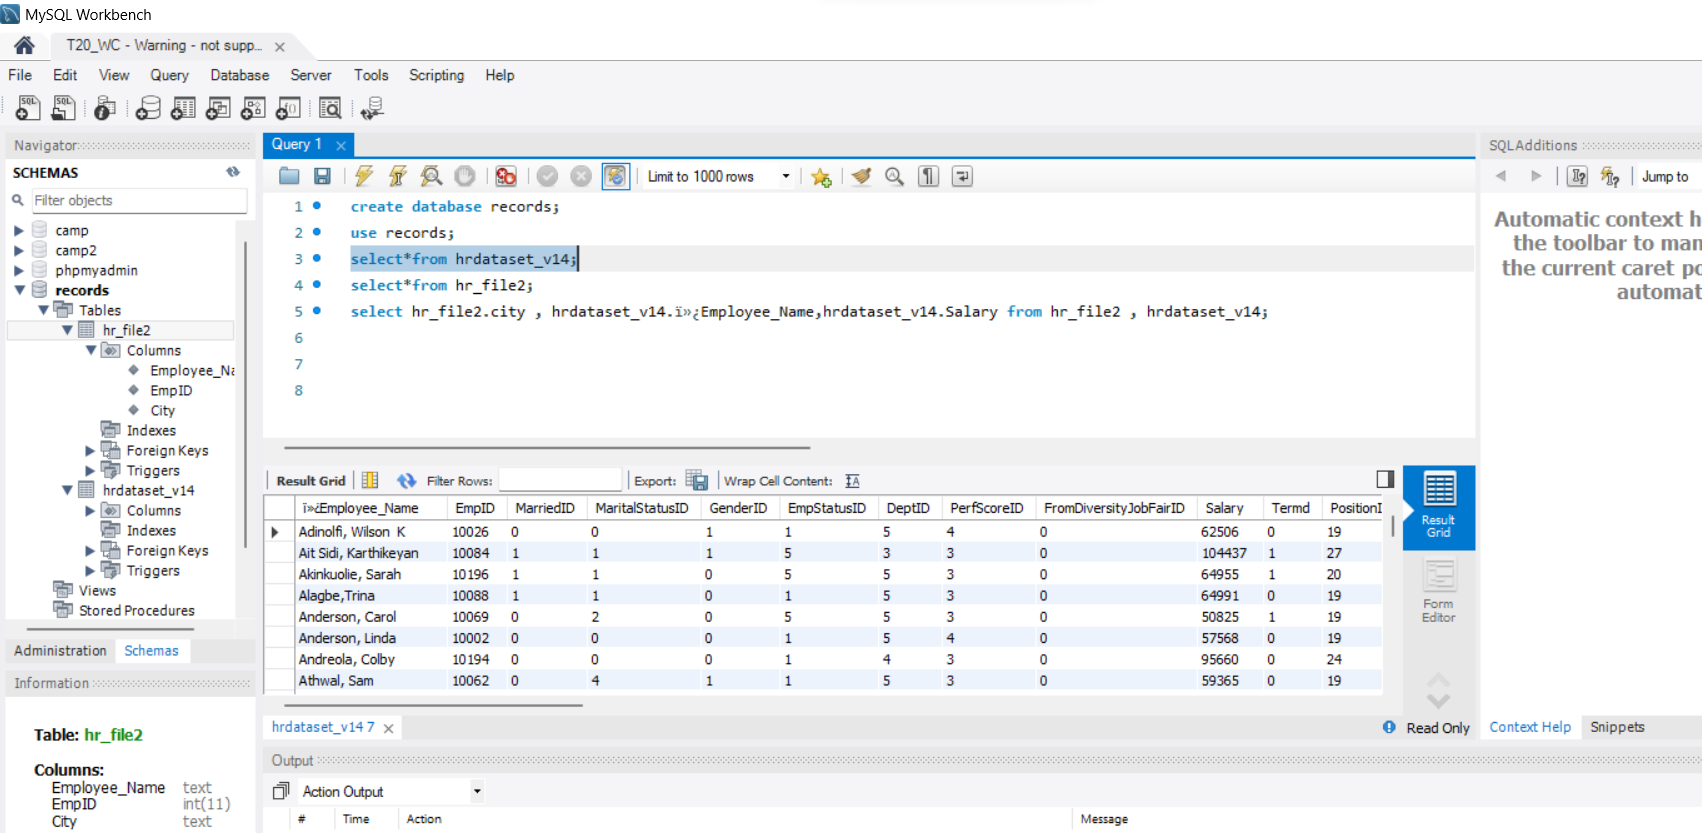 MySQL Workbench
T20_WC - Warning - not supp...
File Edit View Query Database Server Tools Scripting Help
Navigator
SCHEMAS
Filter objects
camp
camp2
phpmyadmin
records
Tables
hr_file2
Columns
Employee_Na
EmpID
City
Indexes
Foreign Keys
Triggers
hrdataset_v14
Columns
Indexes
Foreign Keys
Triggers
Views
Stored Procedures
Administration Schemas
Information
Table: hr_file2
Columns:
Employee_Name text
EmpID int(11)
City text
Query 1
Limit to 1000 rows
1 create database records;
2 use records;
3 select*from hrdataset_v14;
4 select*from hr_file2;
5 select hr_file2.city , hrdataset_v14.ï»¿Employee_Name,hrdataset_v14.Salary from hr_file2 , hrdataset_v14;
6
7
8
Result Grid Filter Rows: Export: Wrap Cell Content:
ï»¿Employee_Name EmpID MarriedID MaritalStatusID GenderID EmpStatusID DeptID PerfScoreID FromDiversityJobFairID Salary Termd PositionI
Adinolfi, Wilson K 10026 0 0 1 1 5 4 0 62506 0 19
Ait Sidi, Karthikeyan 10084 1 1 1 5 3 3 0 104437 1 27
Akinkuolie, Sarah 10196 1 1 0 5 5 3 0 64955 1 20
Alagbe,Trina 10088 1 1 0 1 5 3 0 64991 0 19
Anderson, Carol 10069 0 2 0 5 5 3 0 50825 1 19
Anderson, Linda 10002 0 0 0 1 5 4 0 57568 0 19
Andreola, Colby 10194 0 0 0 1 4 3 0 95660 0 24
Athwal, Sam 10062 0 4 1 1 5 3 0 59365 0 19
Result
Grid
Form
Editor
hrdataset_v14 7
Read Only
Output
Action Output
# Time Action Message
SQLAdditions
Jump to
Automatic context h
the toolbar to man
the current caret po
automat
Context Help Snippets